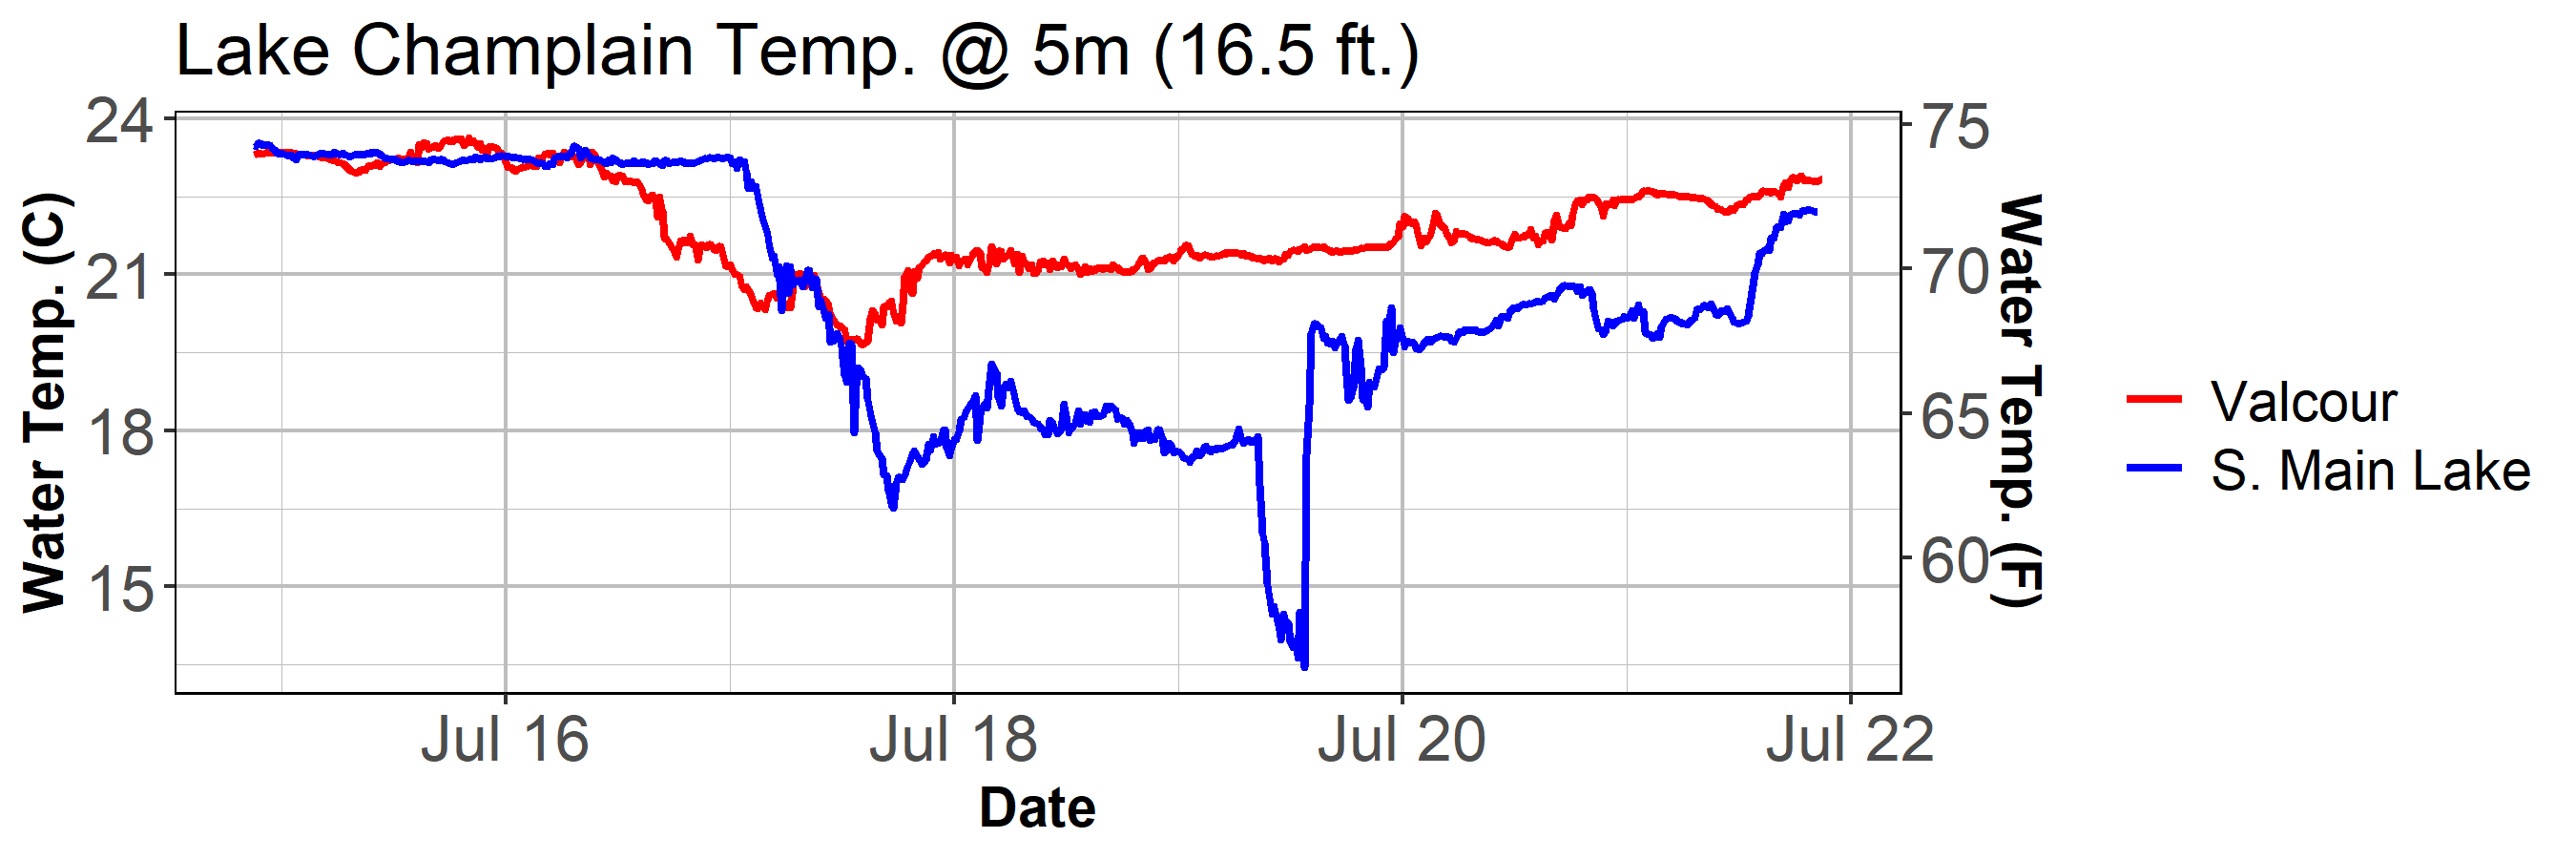 Lake Champlain Temp. @ 5m (16.5 ft.)
Water Temp. (C)
24
21
18
15
75
70
65
60
Water Temp. (F)
Jul 16
Jul 18
Jul 20
Jul 22
Date
Valcour
S. Main Lake